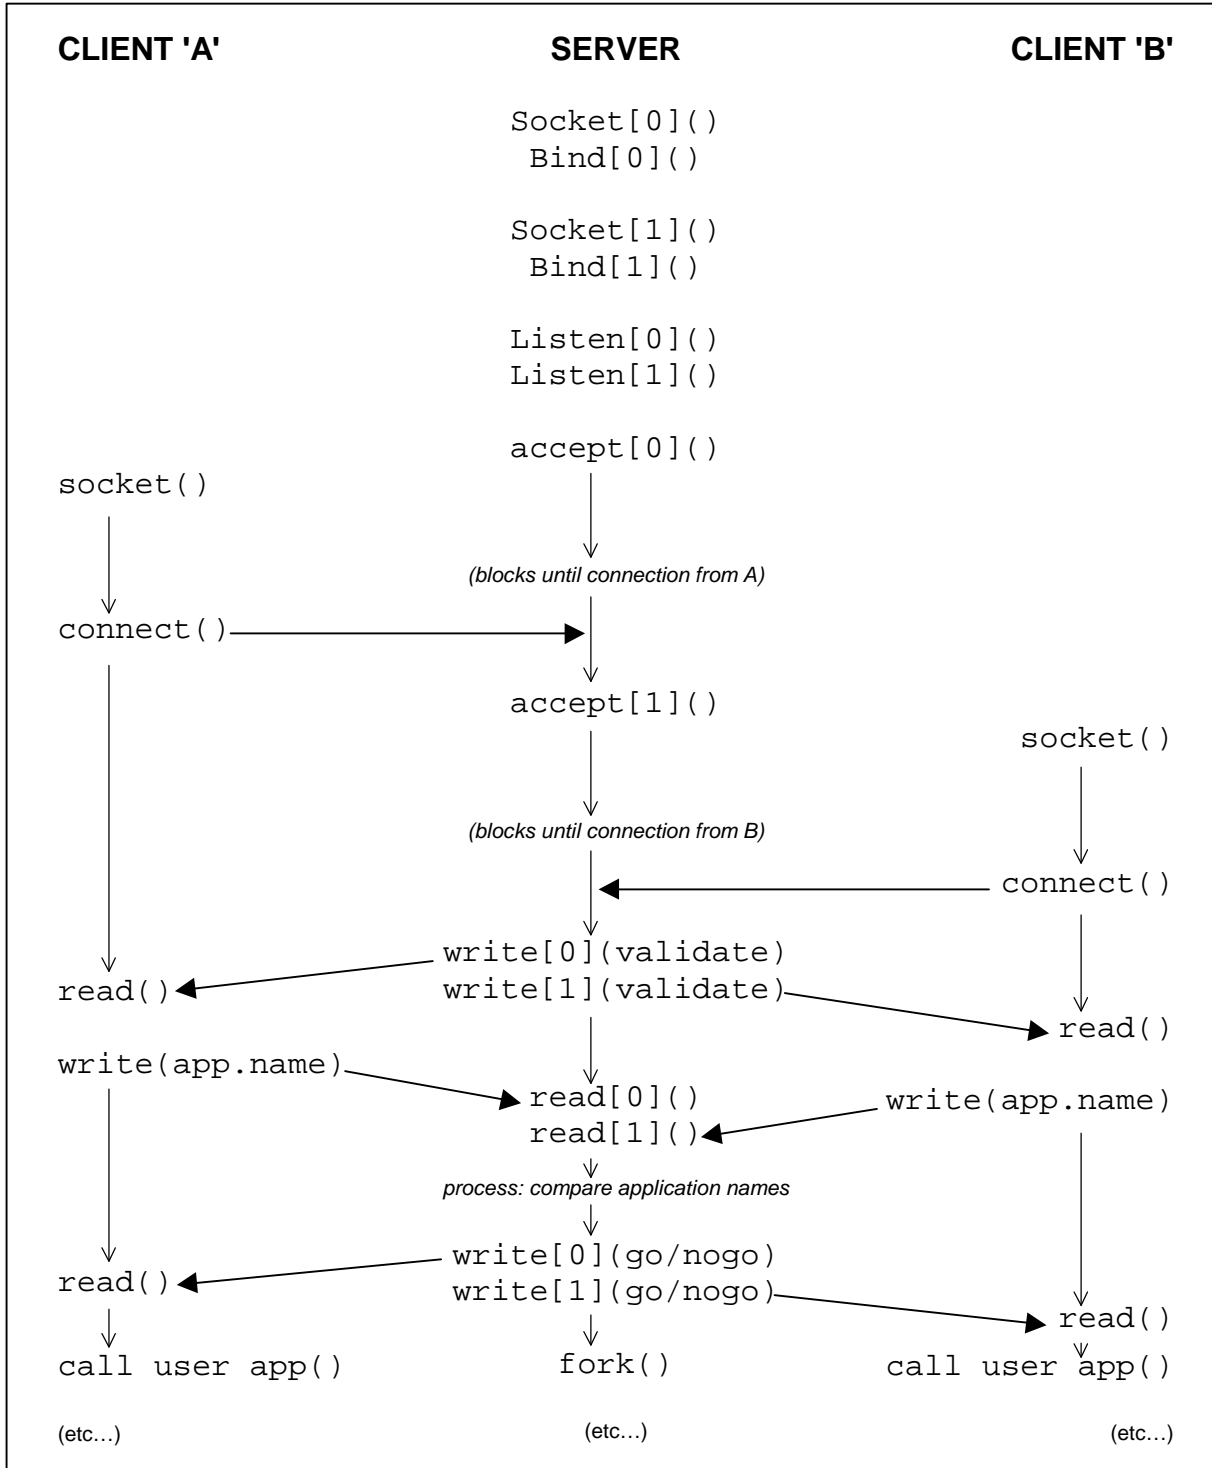 CLIENT 'A' SERVER CLIENT 'B'
Socket[0]()
Bind[0]()
Socket[1]()
Bind[1]()
Listen[0]()
Listen[1]()
accept[0]()
socket()
(blocks until connection from A)
connect()
accept[1]()
socket()
(blocks until connection from B)
connect()
write[0](validate)
read() write[1](validate)
read()
write(app.name)
read[0]() write(app.name)
read[1]()
process: compare application names
write[0](go/nogo)
read()
write[1](go/nogo)
read()
call user app() fork() call user app()
(etc…) (etc…) (etc…)